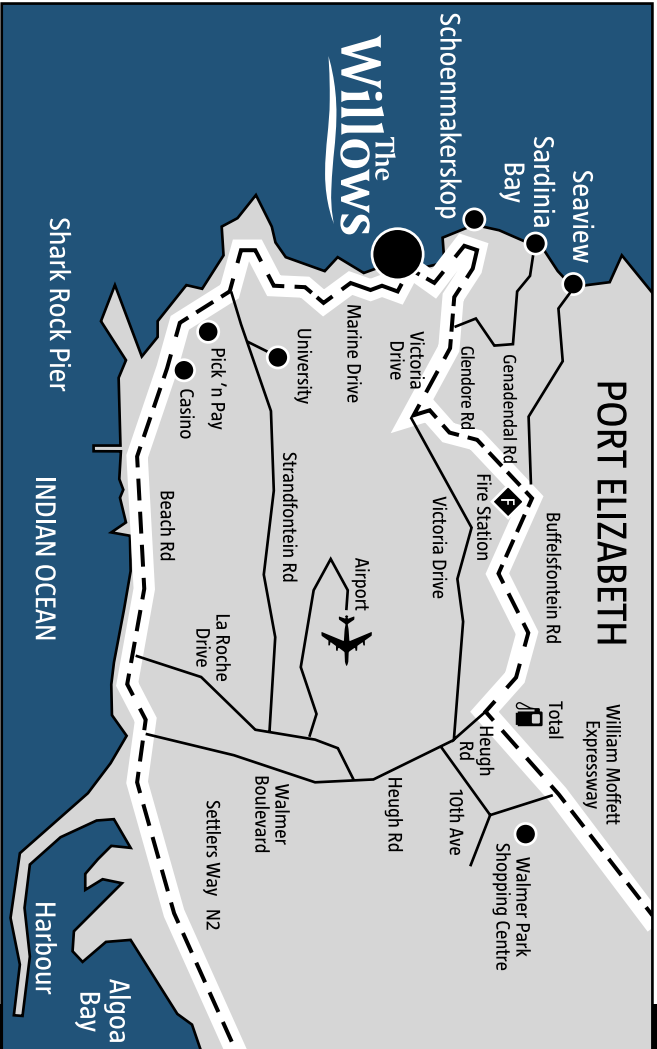 Schoenmakerskop
Sardinia
Bay
Seaview
The
Willows
PORT ELIZABETH
William Moffett
Expressway
Total
Buffelsfontein Rd
Genadendal Rd
Glendore Rd
Fire Station
F
Victoria
Drive
Victoria Drive
Heugh
Rd
Walmer Park
Shopping Centre
10th Ave
Heugh Rd
Marine Drive
Airport
University
Strandfontein Rd
Walmer
Boulevard
La Roche
Drive
Settlers Way N2
Pick 'n Pay
Casino
Beach Rd
Shark Rock Pier
INDIAN OCEAN
Harbour
Algoa
Bay